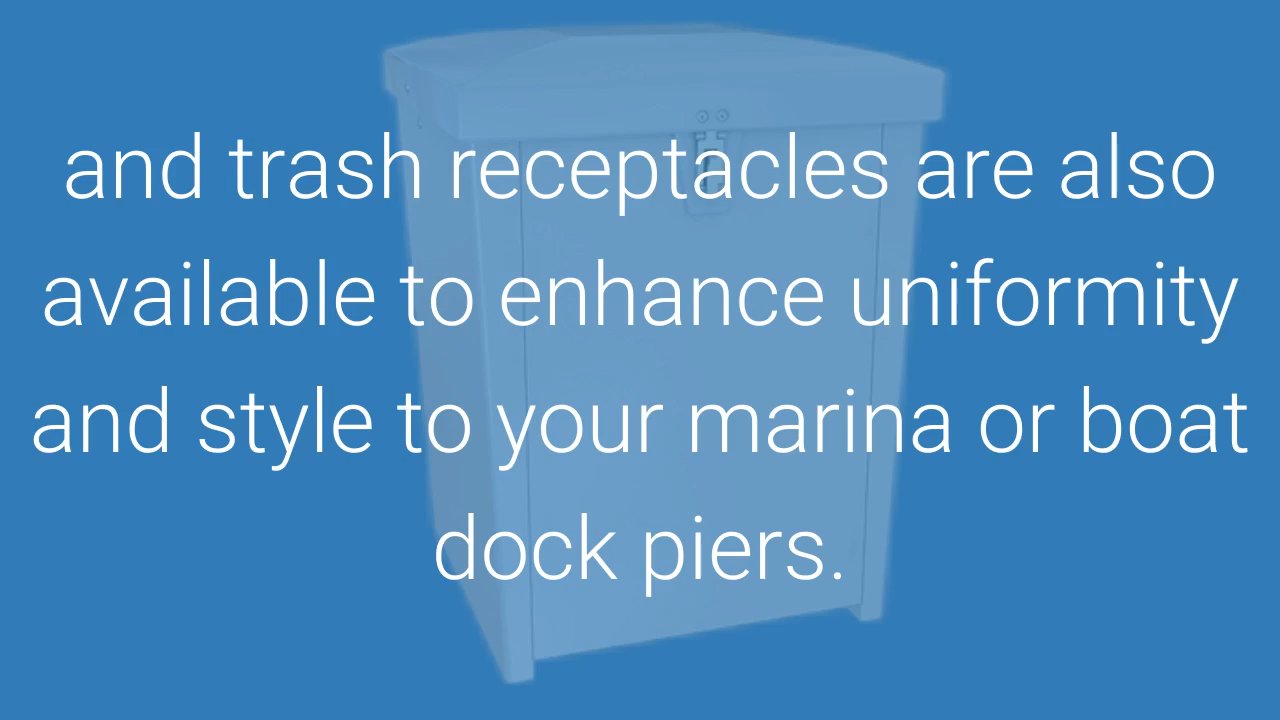 and trash receptacles are also
available to enhance uniformity
and style to your marina or boat
dock piers.